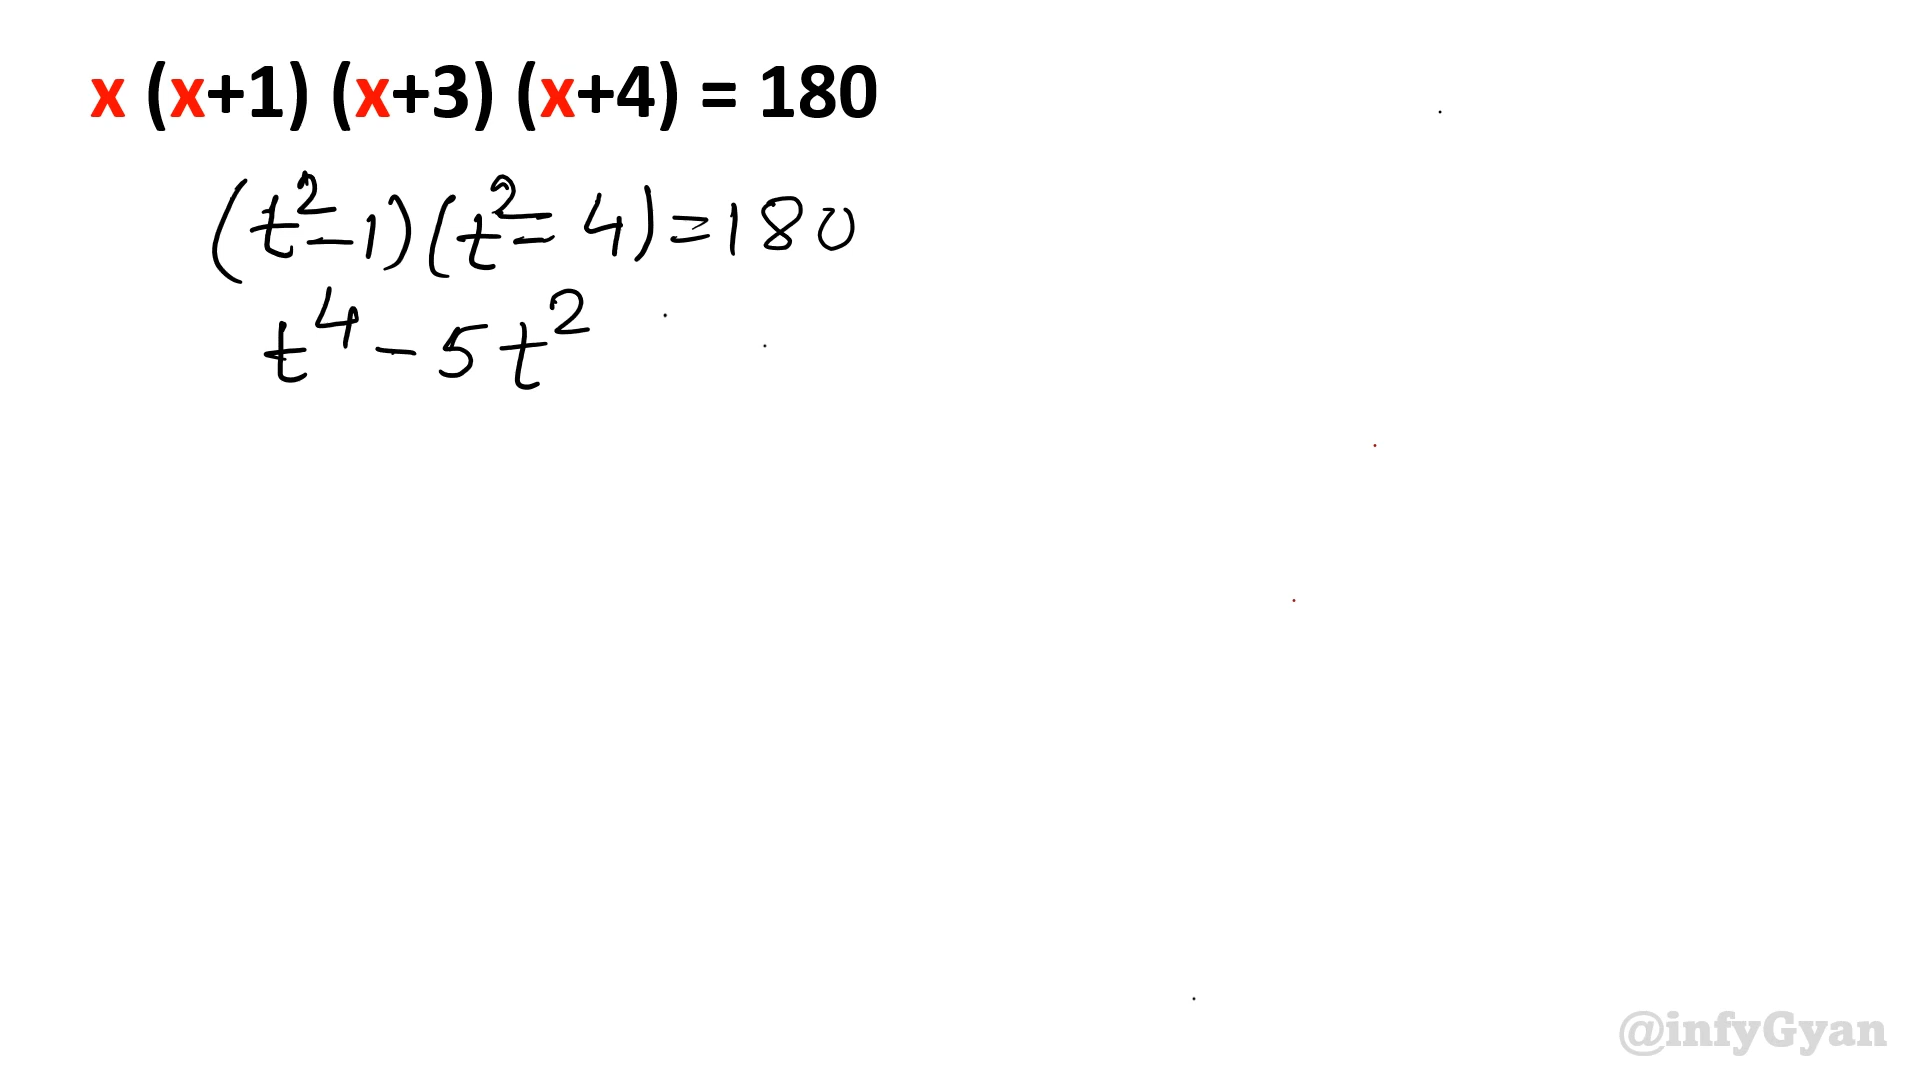 x (x+1) (x+3) (x+4) = 180
(t²-1)(t²-4)=180
t⁴-5t²
@infyGyan